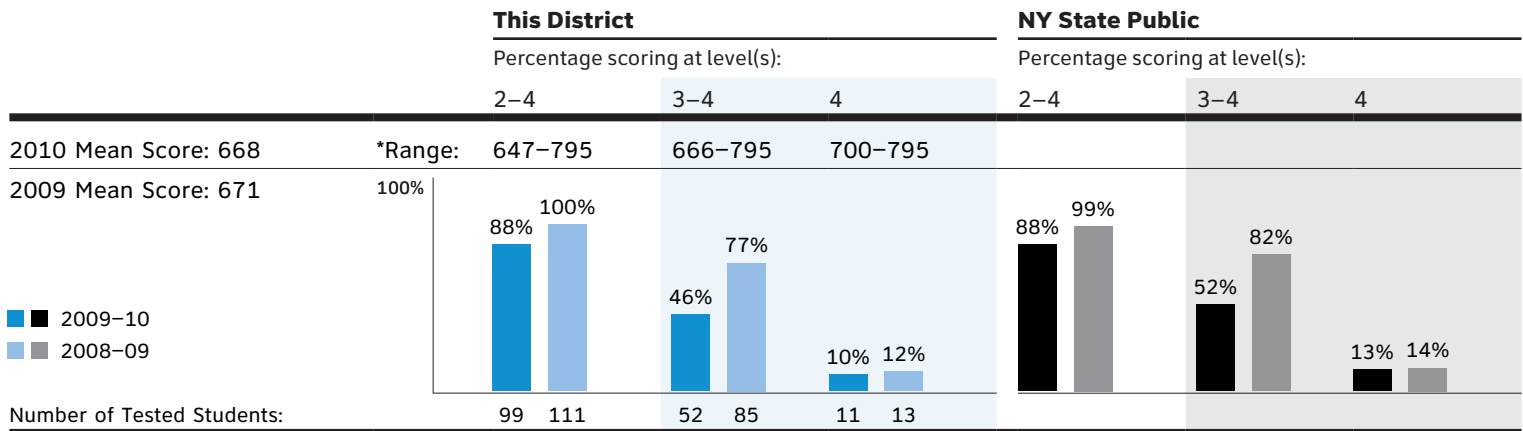 This District NY State Public
Percentage scoring at level(s): Percentage scoring at level(s):
2–4 3–4 4 2–4 3–4 4
2010 Mean Score: 668 *Range: 647–795 666–795 700–795
2009 Mean Score: 671 100%
88% 100% 77% 46% 10% 12% 88% 99% 82% 52% 13% 14%
2009–10
2008–09
Number of Tested Students: 99 111 52 85 11 13